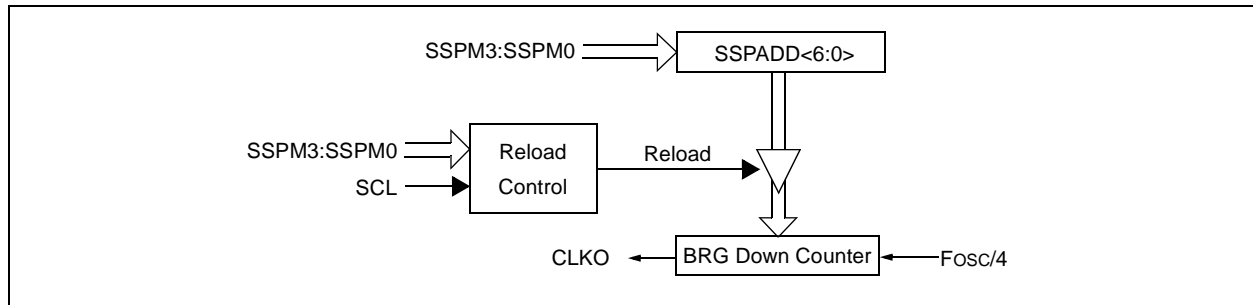 SSPM3:SSPM0
SSPADD<6:0>
SSPM3:SSPM0
SCL
Reload
Control
Reload
CLKO
BRG Down Counter
FOSC/4